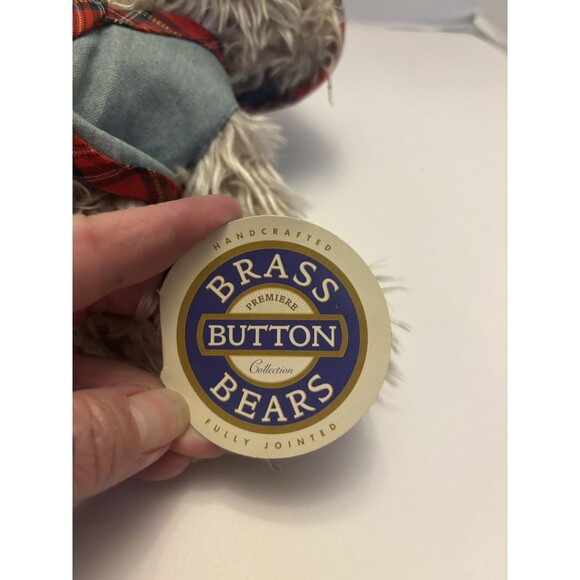 HANDCRAFTED
BRASS
PREMIERE
BUTTON
Collection
BEARS
FULLY JOINTED